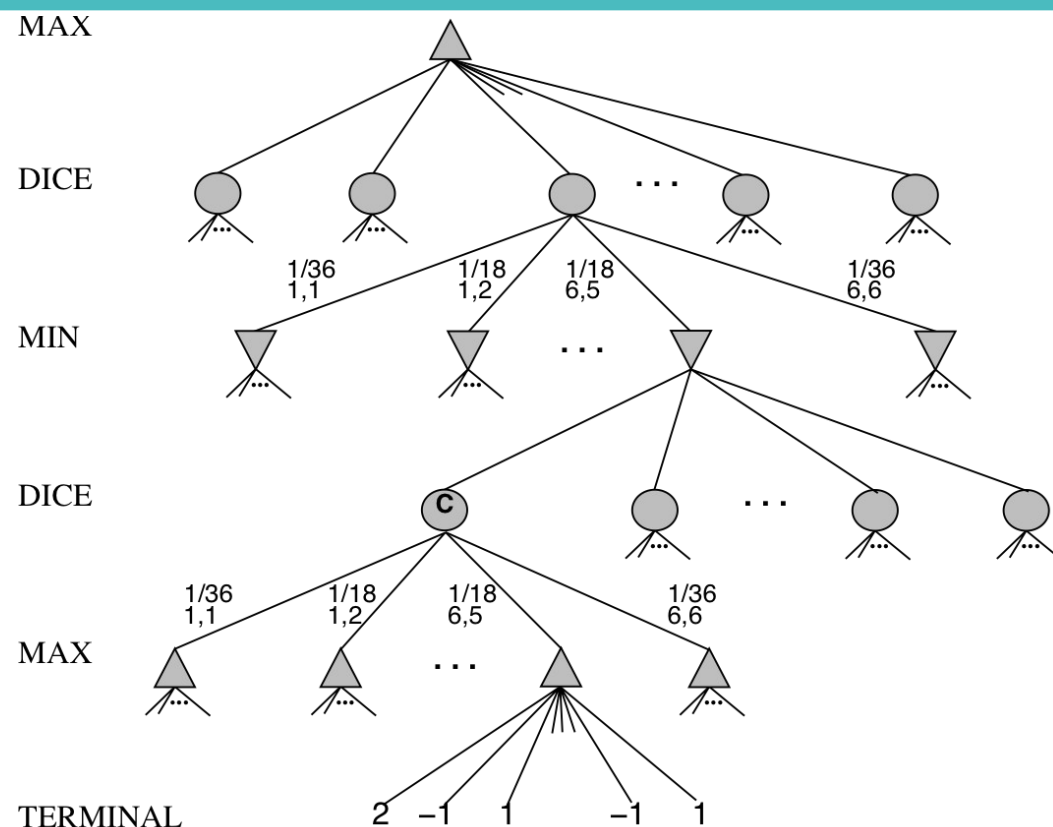 MAX
DICE
...
... ... ... ... ...
1/36 1/18 1/18 1/36
1,1 1,2 6,5 6,6
MIN
...
... ... ...
DICE
C
...
... ... ...
1/36 1/18 1/18 1/36
1,1 1,2 6,5 6,6
MAX
...
... ... ...
TERMINAL 2 −1 1 −1 1